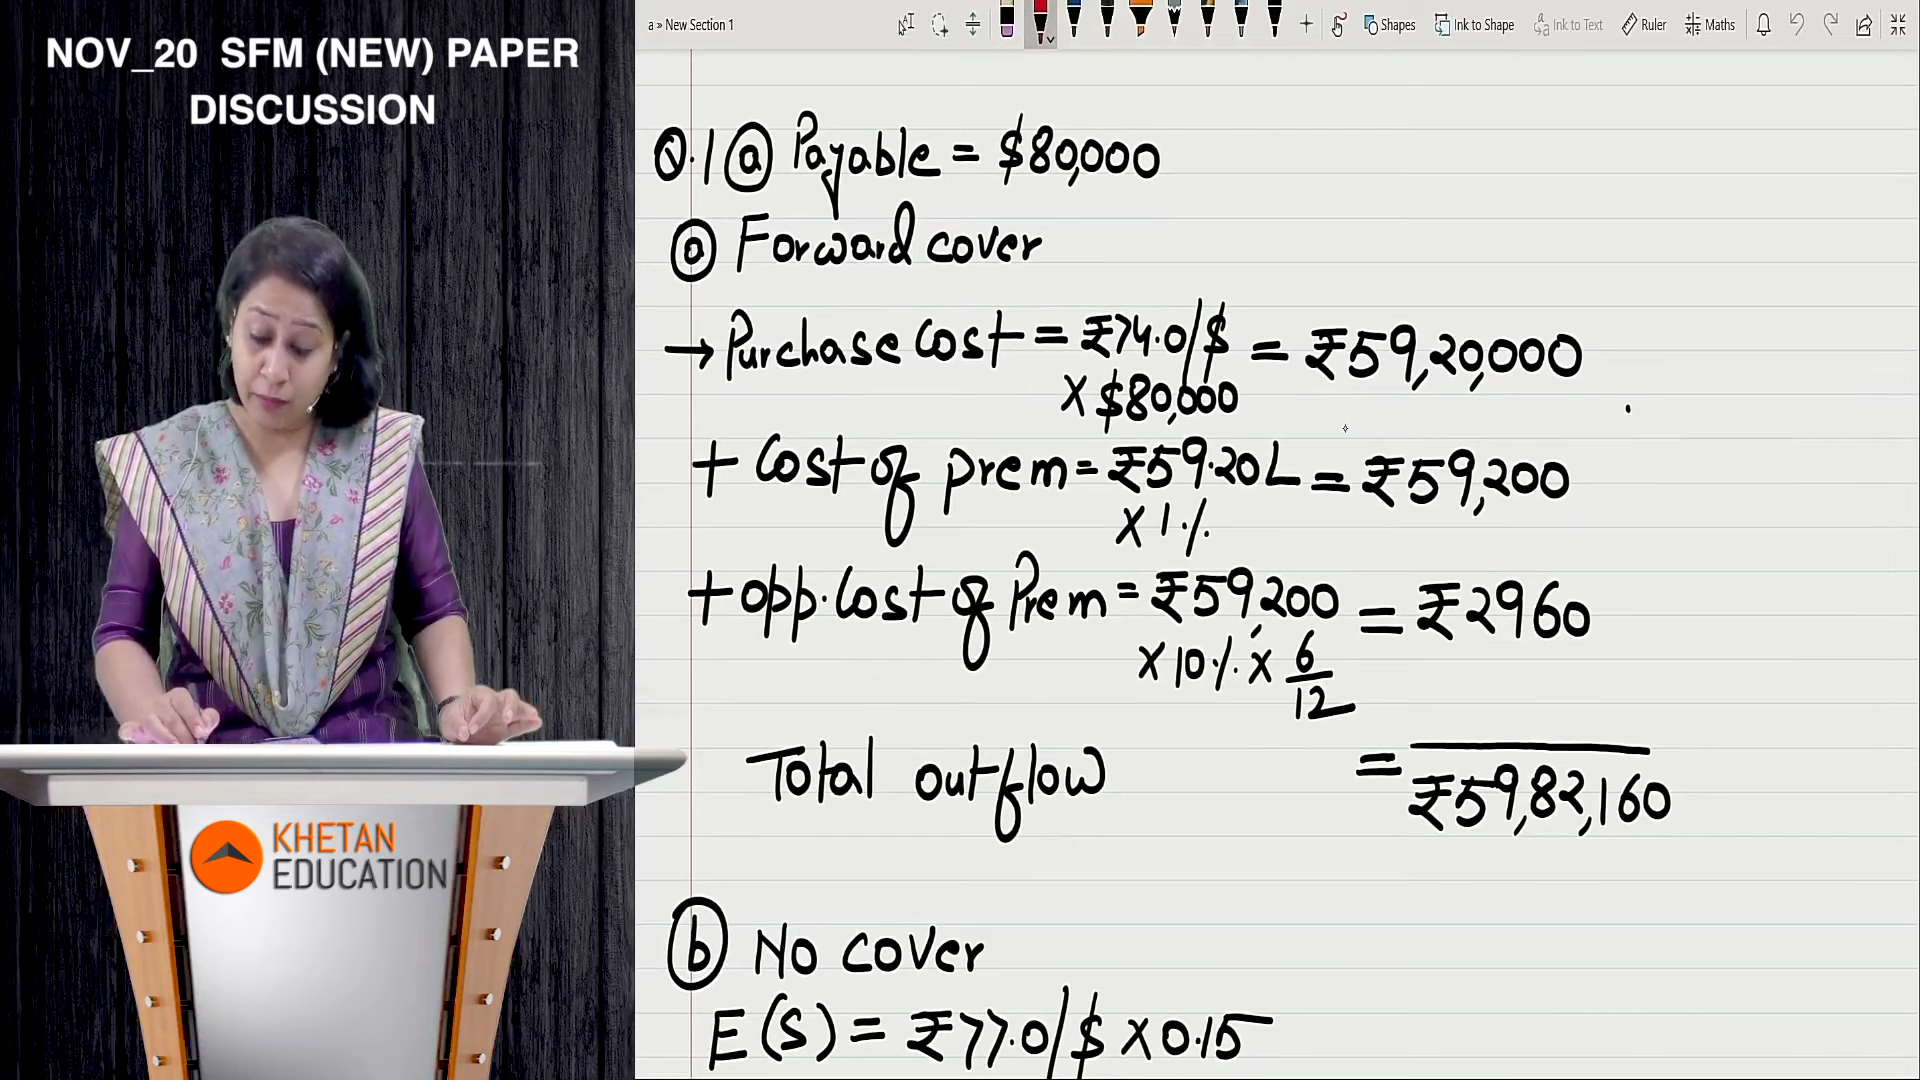 NOV_20 SFM (NEW) PAPER
DISCUSSION
KHETAN
EDUCATION
a » New Section 1
Shapes Ink to Shape Ink to Text Ruler Maths
Q.1 (a) Payable = $80,000
(a) Forward cover
→ Purchase cost = ₹74.0/$ = ₹59,20,000
x $80,000
+ Cost of prem = ₹59.20L = ₹59,200
x 1%
+ opp. Cost of Prem = ₹59,200 = ₹2960
x 10% x 6/12
Total outflow = ₹59,82,160
(b) No cover
E(S) = ₹77.0/$ x 0.15